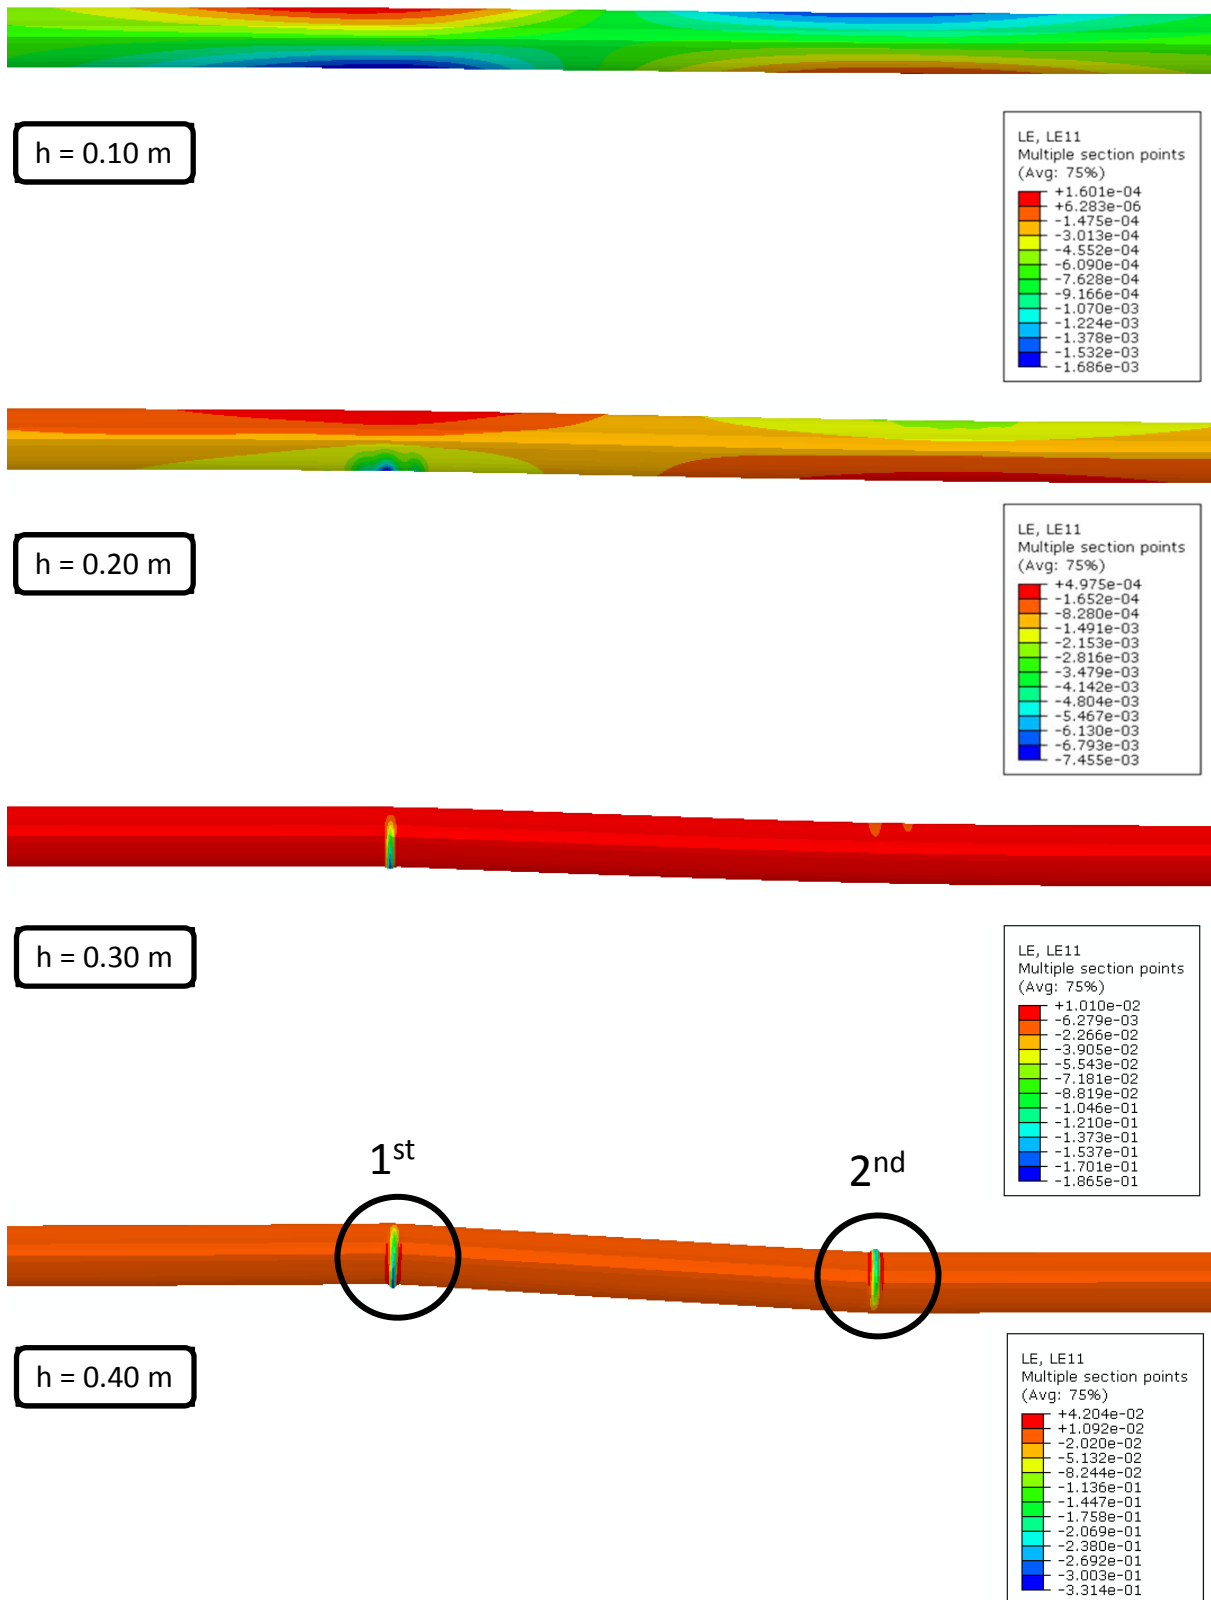 h = 0.10 m
LE, LE11
Multiple section points
(Avg: 75%)
+1.601e-04
+6.283e-06
-1.475e-04
-3.013e-04
-4.552e-04
-6.090e-04
-7.628e-04
-9.166e-04
-1.070e-03
-1.224e-03
-1.378e-03
-1.532e-03
-1.686e-03
h = 0.20 m
LE, LE11
Multiple section points
(Avg: 75%)
+4.975e-04
-1.652e-04
-8.280e-04
-1.491e-03
-2.153e-03
-2.816e-03
-3.479e-03
-4.142e-03
-4.804e-03
-5.467e-03
-6.130e-03
-6.793e-03
-7.455e-03
h = 0.30 m
LE, LE11
Multiple section points
(Avg: 75%)
+1.010e-02
-6.279e-03
-2.266e-02
-3.905e-02
-5.543e-02
-7.181e-02
-8.819e-02
-1.046e-01
-1.210e-01
-1.373e-01
-1.537e-01
-1.701e-01
-1.865e-01
1st
2nd
h = 0.40 m
LE, LE11
Multiple section points
(Avg: 75%)
+4.204e-02
+1.092e-02
-2.020e-02
-5.132e-02
-8.244e-02
-1.136e-01
-1.447e-01
-1.758e-01
-2.069e-01
-2.380e-01
-2.692e-01
-3.003e-01
-3.314e-01